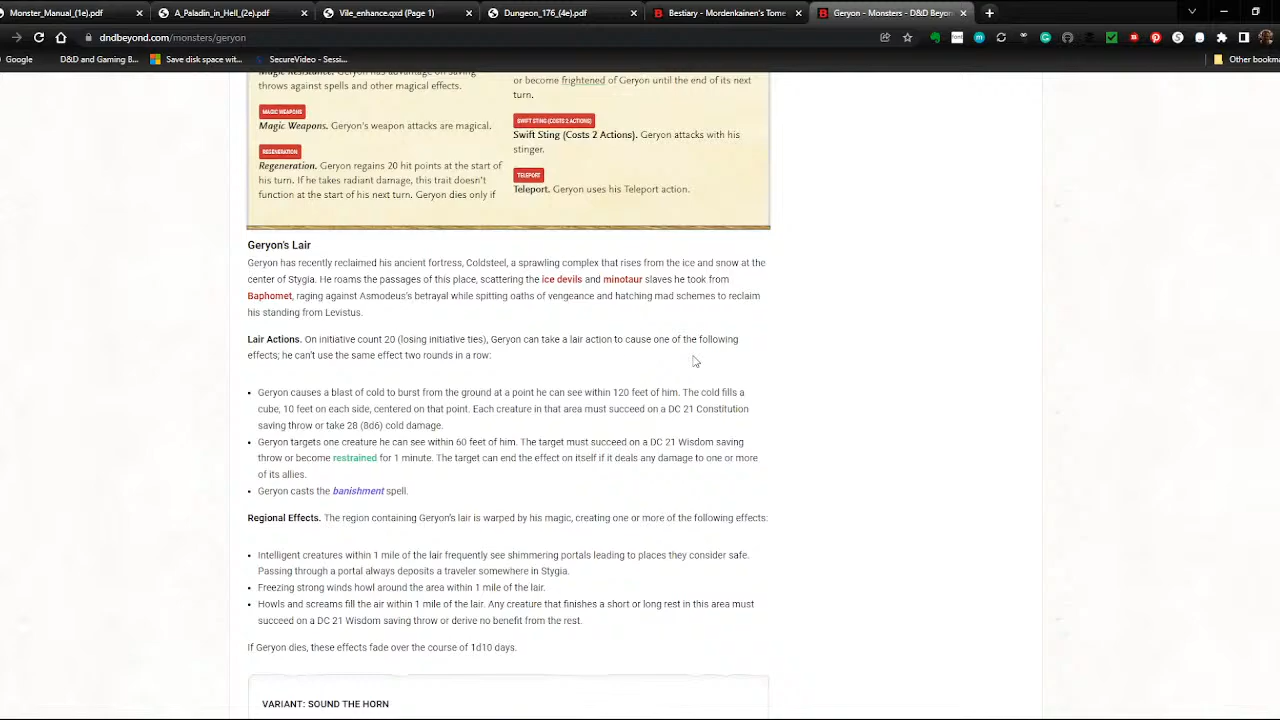 Monster_Manual_(1e).pdf
A_Paladin_in_Hell_(2e).pdf
Vile_enhance.qxd (Page 1)
Dungeon_176_(4e).pdf
Bestiary - Mordenkainen's Tome
Geryon - Monsters - D&D Beyon
dndbeyond.com/monsters/geryon
Google
D&D and Gaming B...
Save disk space wit...
SecureVideo - Sessi...
Other bookm
Magic Resistance. Geryon has advantage on saving
throws against spells and other magical effects.
MAGIC WEAPONS
Magic Weapons. Geryon's weapon attacks are magical.
REGENERATION
Regeneration. Geryon regains 20 hit points at the start of
his turn. If he takes radiant damage, this trait doesn't
function at the start of his next turn. Geryon dies only if
or become frightened of Geryon until the end of its next
turn.
SWIFT STING (COSTS 2 ACTIONS)
Swift Sting (Costs 2 Actions). Geryon attacks with his
stinger.
TELEPORT
Teleport. Geryon uses his Teleport action.
Geryon's Lair
Geryon has recently reclaimed his ancient fortress, Coldsteel, a sprawling complex that rises from the ice and snow at the
center of Stygia. He roams the passages of this place, scattering the ice devils and minotaur slaves he took from
Baphomet, raging against Asmodeus's betrayal while spitting oaths of vengeance and hatching mad schemes to reclaim
his standing from Levistus.
Lair Actions. On initiative count 20 (losing initiative ties), Geryon can take a lair action to cause one of the following
effects; he can't use the same effect two rounds in a row:
• Geryon causes a blast of cold to burst from the ground at a point he can see within 120 feet of him. The cold fills a
cube, 10 feet on each side, centered on that point. Each creature in that area must succeed on a DC 21 Constitution
saving throw or take 28 (8d6) cold damage.
• Geryon targets one creature he can see within 60 feet of him. The target must succeed on a DC 21 Wisdom saving
throw or become restrained for 1 minute. The target can end the effect on itself if it deals any damage to one or more
of its allies.
• Geryon casts the banishment spell.
Regional Effects. The region containing Geryon's lair is warped by his magic, creating one or more of the following effects:
• Intelligent creatures within 1 mile of the lair frequently see shimmering portals leading to places they consider safe.
Passing through a portal always deposits a traveler somewhere in Stygia.
• Freezing strong winds howl around the area within 1 mile of the lair.
• Howls and screams fill the air within 1 mile of the lair. Any creature that finishes a short or long rest in this area must
succeed on a DC 21 Wisdom saving throw or derive no benefit from the rest.
If Geryon dies, these effects fade over the course of 1d10 days.
VARIANT: SOUND THE HORN